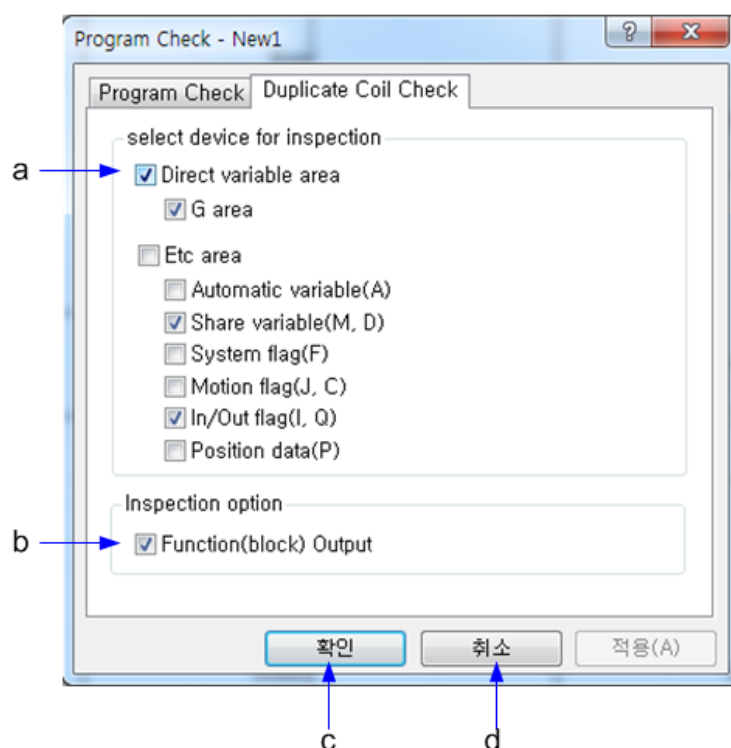 Program Check - New1
Program Check
Duplicate Coil Check
select device for inspection
a
Direct variable area
G area
Etc area
Automatic variable(A)
Share variable(M, D)
System flag(F)
Motion flag(J, C)
In/Out flag(I, Q)
Position data(P)
Inspection option
b
Function(block) Output
확인
취소
적용(A)
c
d